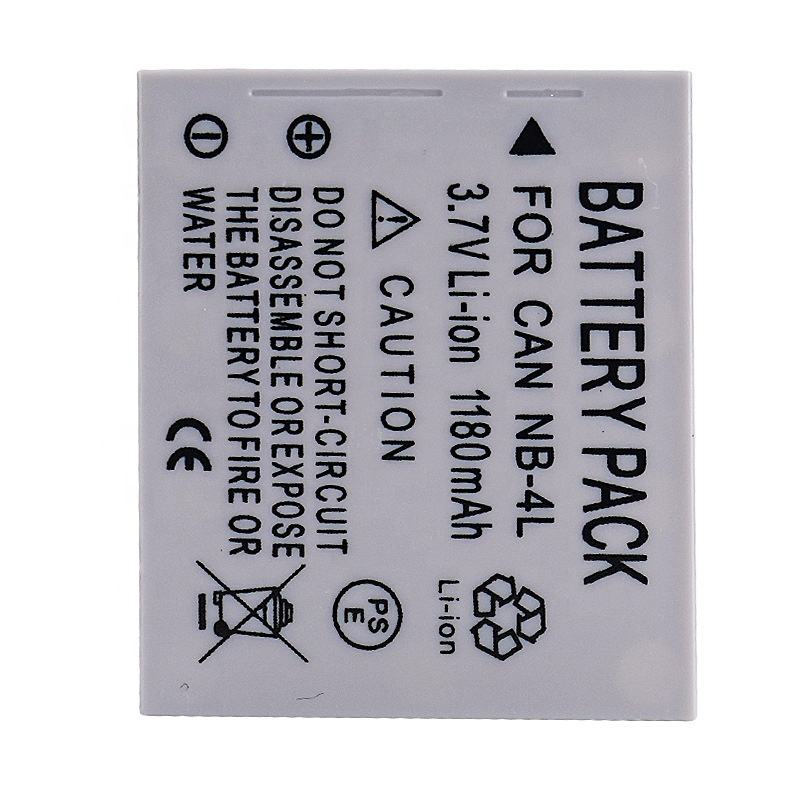 BATTERY PACK
FOR CAN NB-4L
3.7V Li-ion 1180mAh
CAUTION
DO NOT SHORT-CIRCUIT
DISASSEMBLE OR EXPOSE
THE BATTERY TO FIRE OR
WATER
Li-ion
PS
E
CE